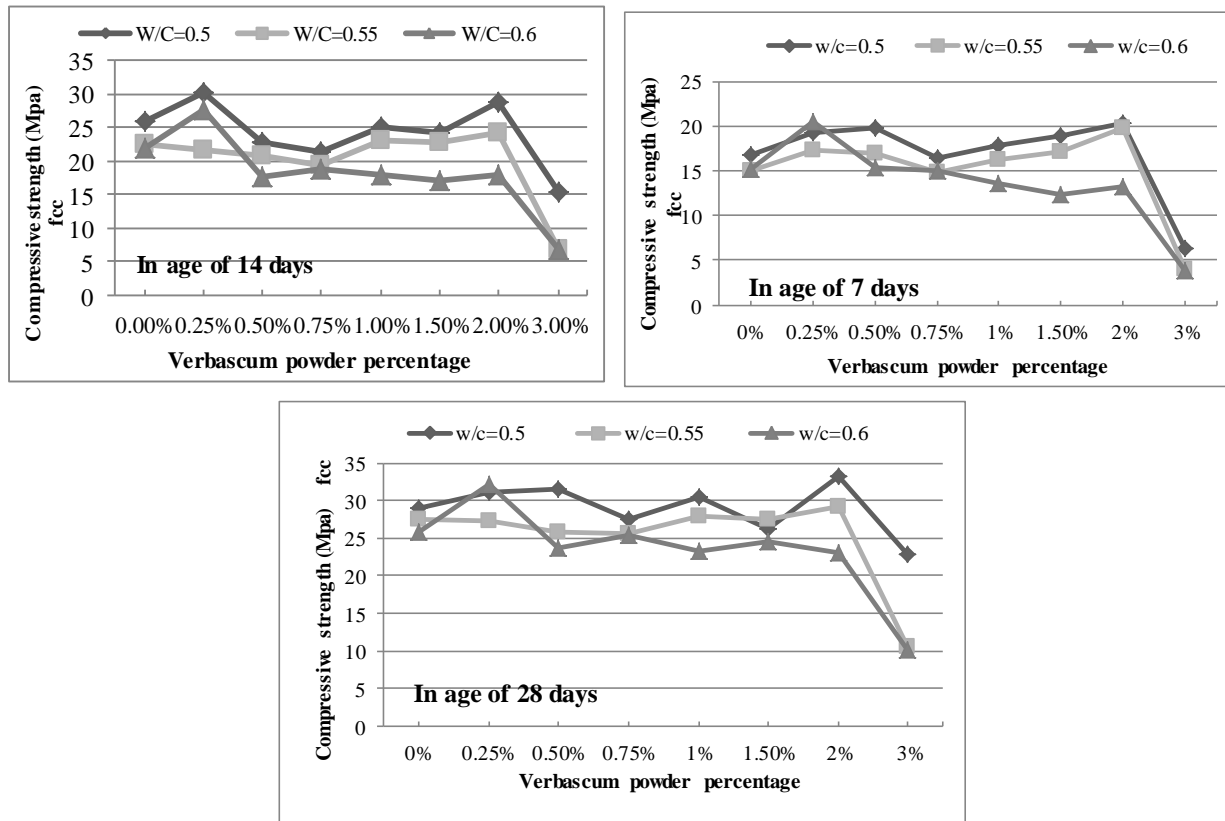 W/C=0.5 W/C=0.55 W/C=0.6
Compressive strength (Mpa)
fcc
35
30
25
20
15
10
5
0
In age of 14 days
0.00% 0.25% 0.50% 0.75% 1.00% 1.50% 2.00% 3.00%
Verbascum powder percentage
w/c=0.5 w/c=0.55 w/c=0.6
Compressive strength (Mpa)
fcc
25
20
15
10
5
0
In age of 7 days
0% 0.25% 0.50% 0.75% 1% 1.50% 2% 3%
Verbascum powder percentage
w/c=0.5 w/c=0.55 w/c=0.6
Compressive strength (Mpa) fcc
35
30
25
20
15
10
5
0
In age of 28 days
0% 0.25% 0.50% 0.75% 1% 1.50% 2% 3%
Verbascum powder percentage